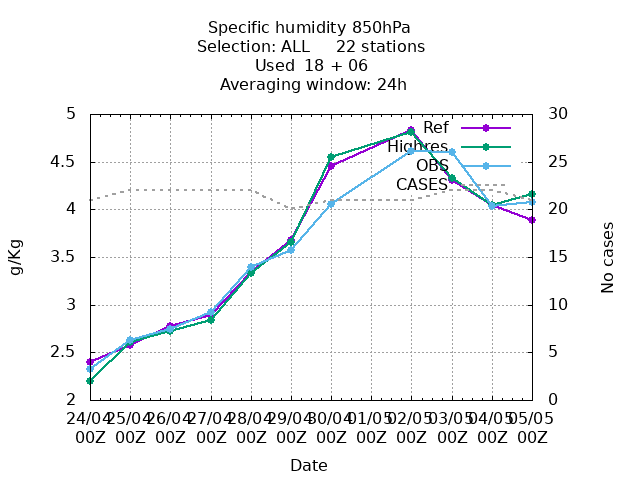 Specific humidity 850hPa
Selection: ALL     22 stations
Used  18 + 06
Averaging window: 24h
5
4.5
4
3.5
3
2.5
2
g/Kg
30
25
20
15
10
5
0
No cases
Ref
Highres
OBS
CASES
24/04 25/04 26/04 27/04 28/04 29/04 30/04 01/05 02/05 03/05 04/05 05/05
00Z 00Z 00Z 00Z 00Z 00Z 00Z 00Z 00Z 00Z 00Z 00Z
Date